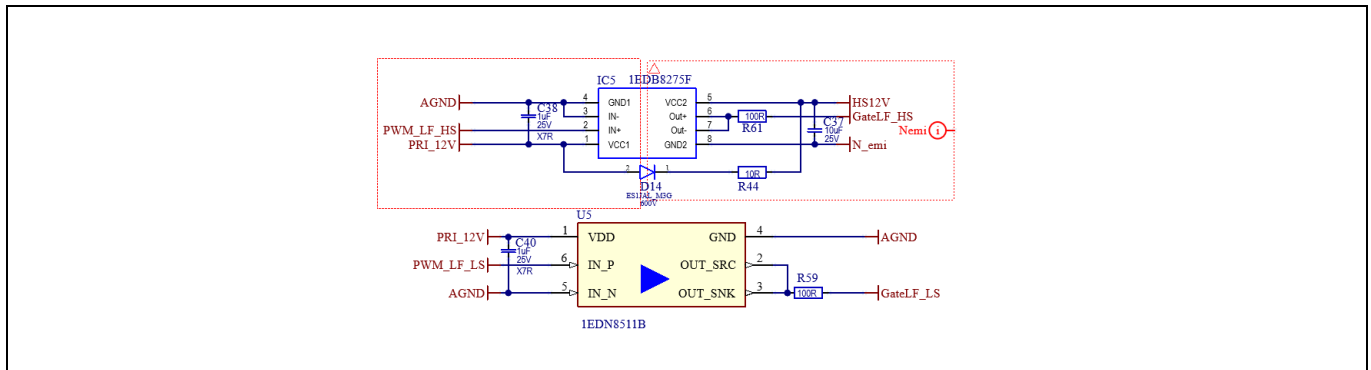 IC5 1EDB8275F
AGND
C38
1uF
25V
X7R
4 GND1
3 IN-
2 IN+
1 VCC1
VCC2 5
Out+ 6
Out- 7
GND2 8
PWM_LF_HS
PRI_12V
100R
R61
C37
10uF
25V
HS12V
GateLF_HS
N_emi
Nemi i
2 1
D14
600V
10R
R44
U5
PRI_12V
C40
1uF
25V
X7R
PWM_LF_LS
AGND
1 VDD
6 IN_P
5 IN_N
GND 4
OUT_SRC 2
OUT_SNK 3
R59
100R
AGND
GateLF_LS
1EDN8511B